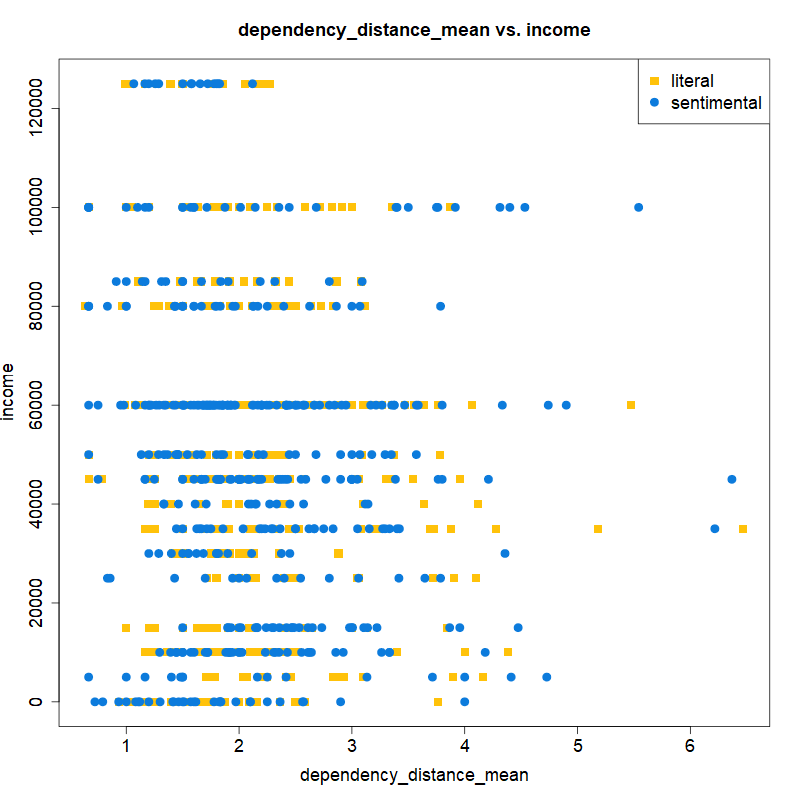 dependency_distance_mean vs. income
literal
sentimental
income
120000
100000
80000
60000
40000
20000
0
1 2 3 4 5 6
dependency_distance_mean